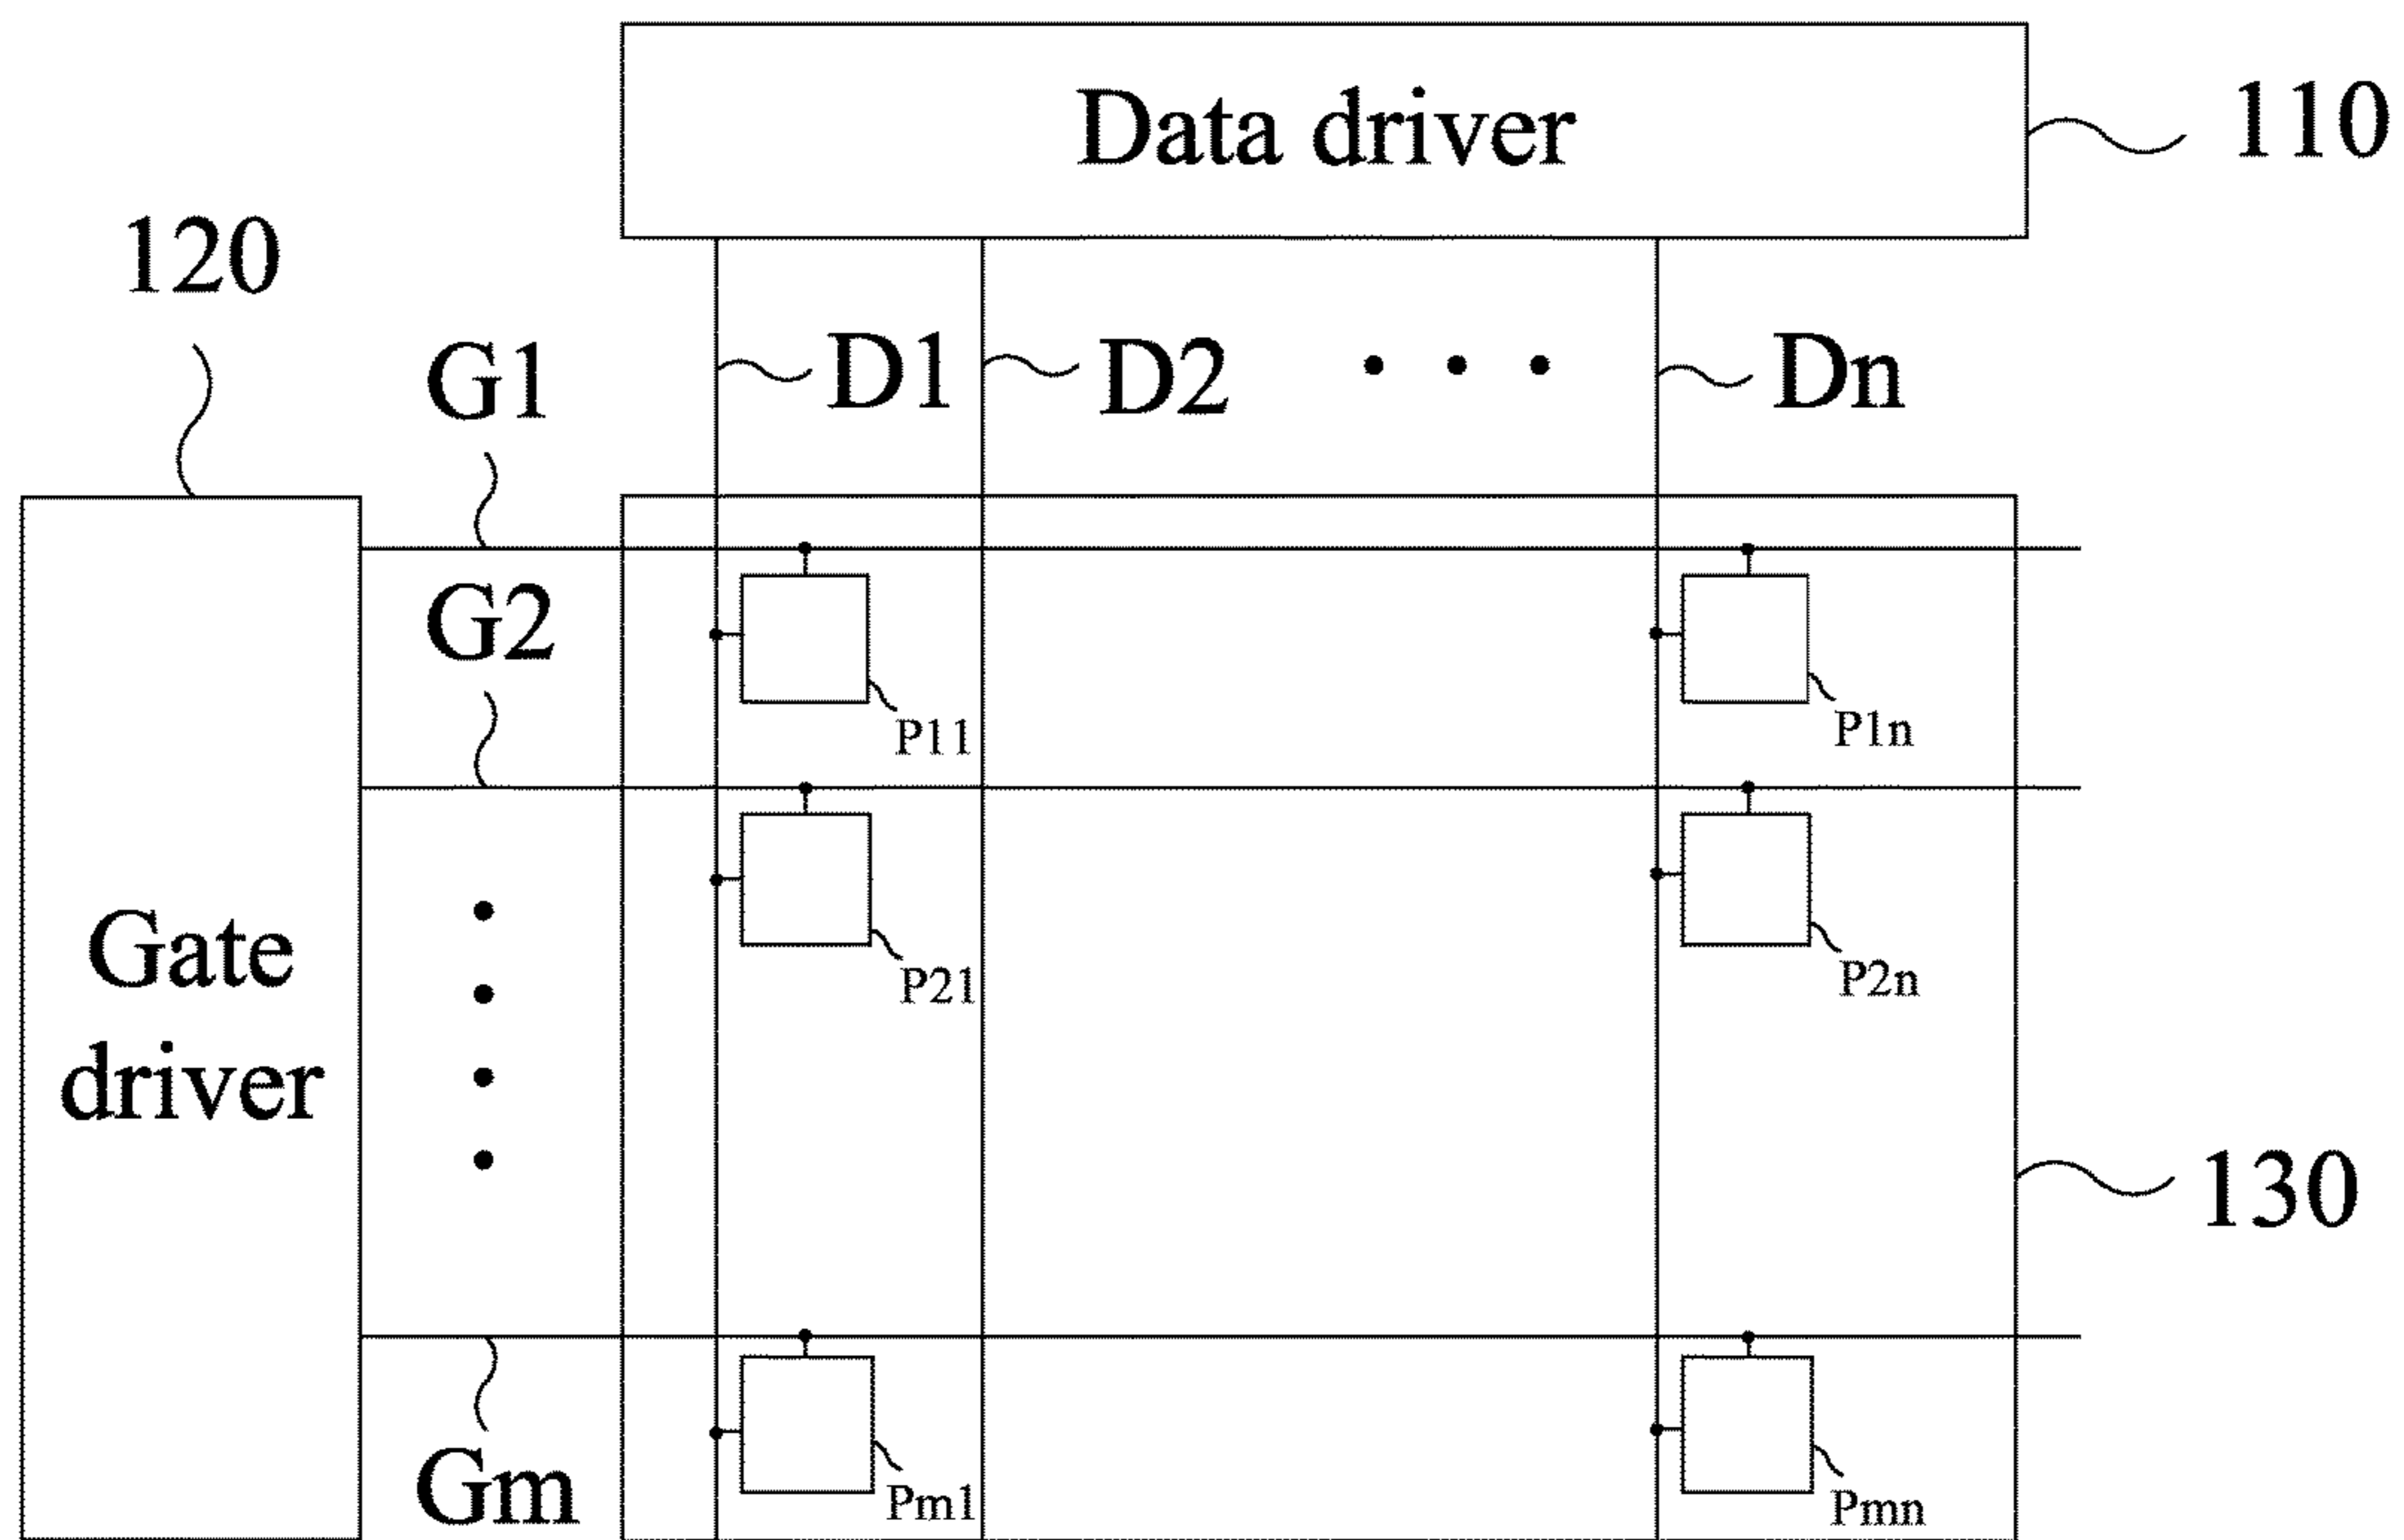 Data driver
110
120
G1
D1
D2
Dn
G2
P11
P1n
P21
P2n
Gate
driver
130
Gm
Pm1
Pmn